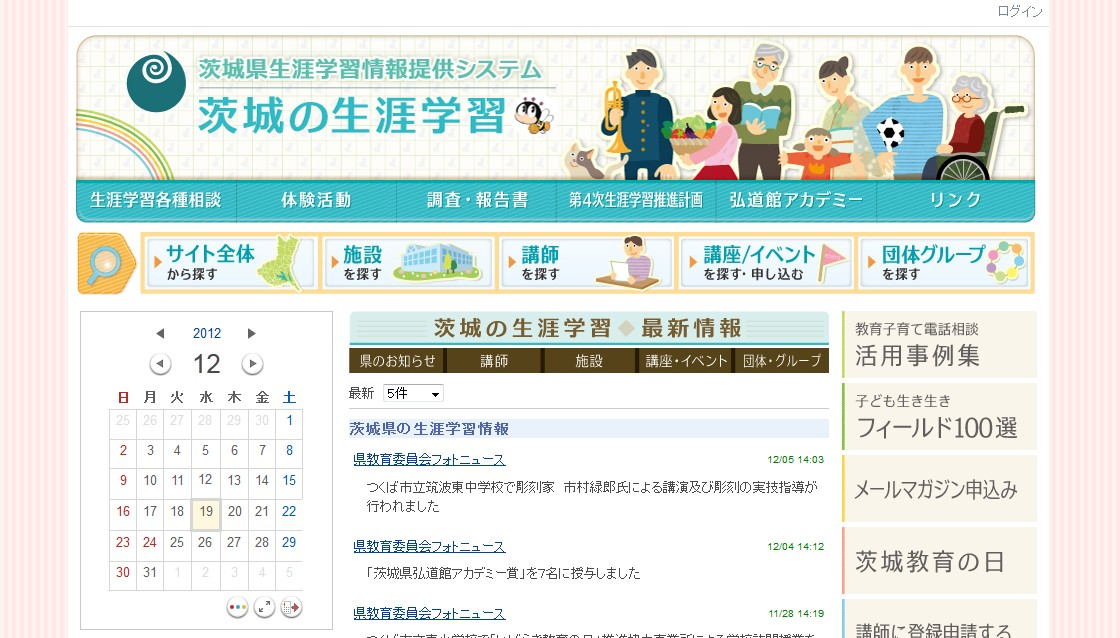 ログイン
茨城県生涯学習情報提供システム
茨城の生涯学習
生涯学習各種相談
体験活動
調査・報告書
第4次生涯学習推進計画
弘道館アカデミー
リンク
サイト全体
から探す
施設
を探す
講師
を探す
講座/イベント
を探す・申し込む
団体グループ
を探す
2012
12
日 月 火 水 木 金 土
25 26 27 28 29 30 1
2 3 4 5 6 7 8
9 10 11 12 13 14 15
16 17 18 19 20 21 22
23 24 25 26 27 28 29
30 31 1 2 3 4 5
茨城の生涯学習◆最新情報
県のお知らせ
講師
施設
講座・イベント
団体・グループ
最新 5件
茨城県の生涯学習情報
県教育委員会フォトニュース 12/05 14:03
つくば市立筑波東中学校で彫刻家 市村緑郎氏による講演及び彫刻の実技指導が
行われました
県教育委員会フォトニュース 12/04 14:12
「茨城県弘道館アカデミー賞」を7名に授与しました
県教育委員会フォトニュース 11/28 14:19
教育子育て電話相談
活用事例集
子ども生き生き
フィールド100選
メールマガジン申込み
茨城教育の日
講師に登録申請する